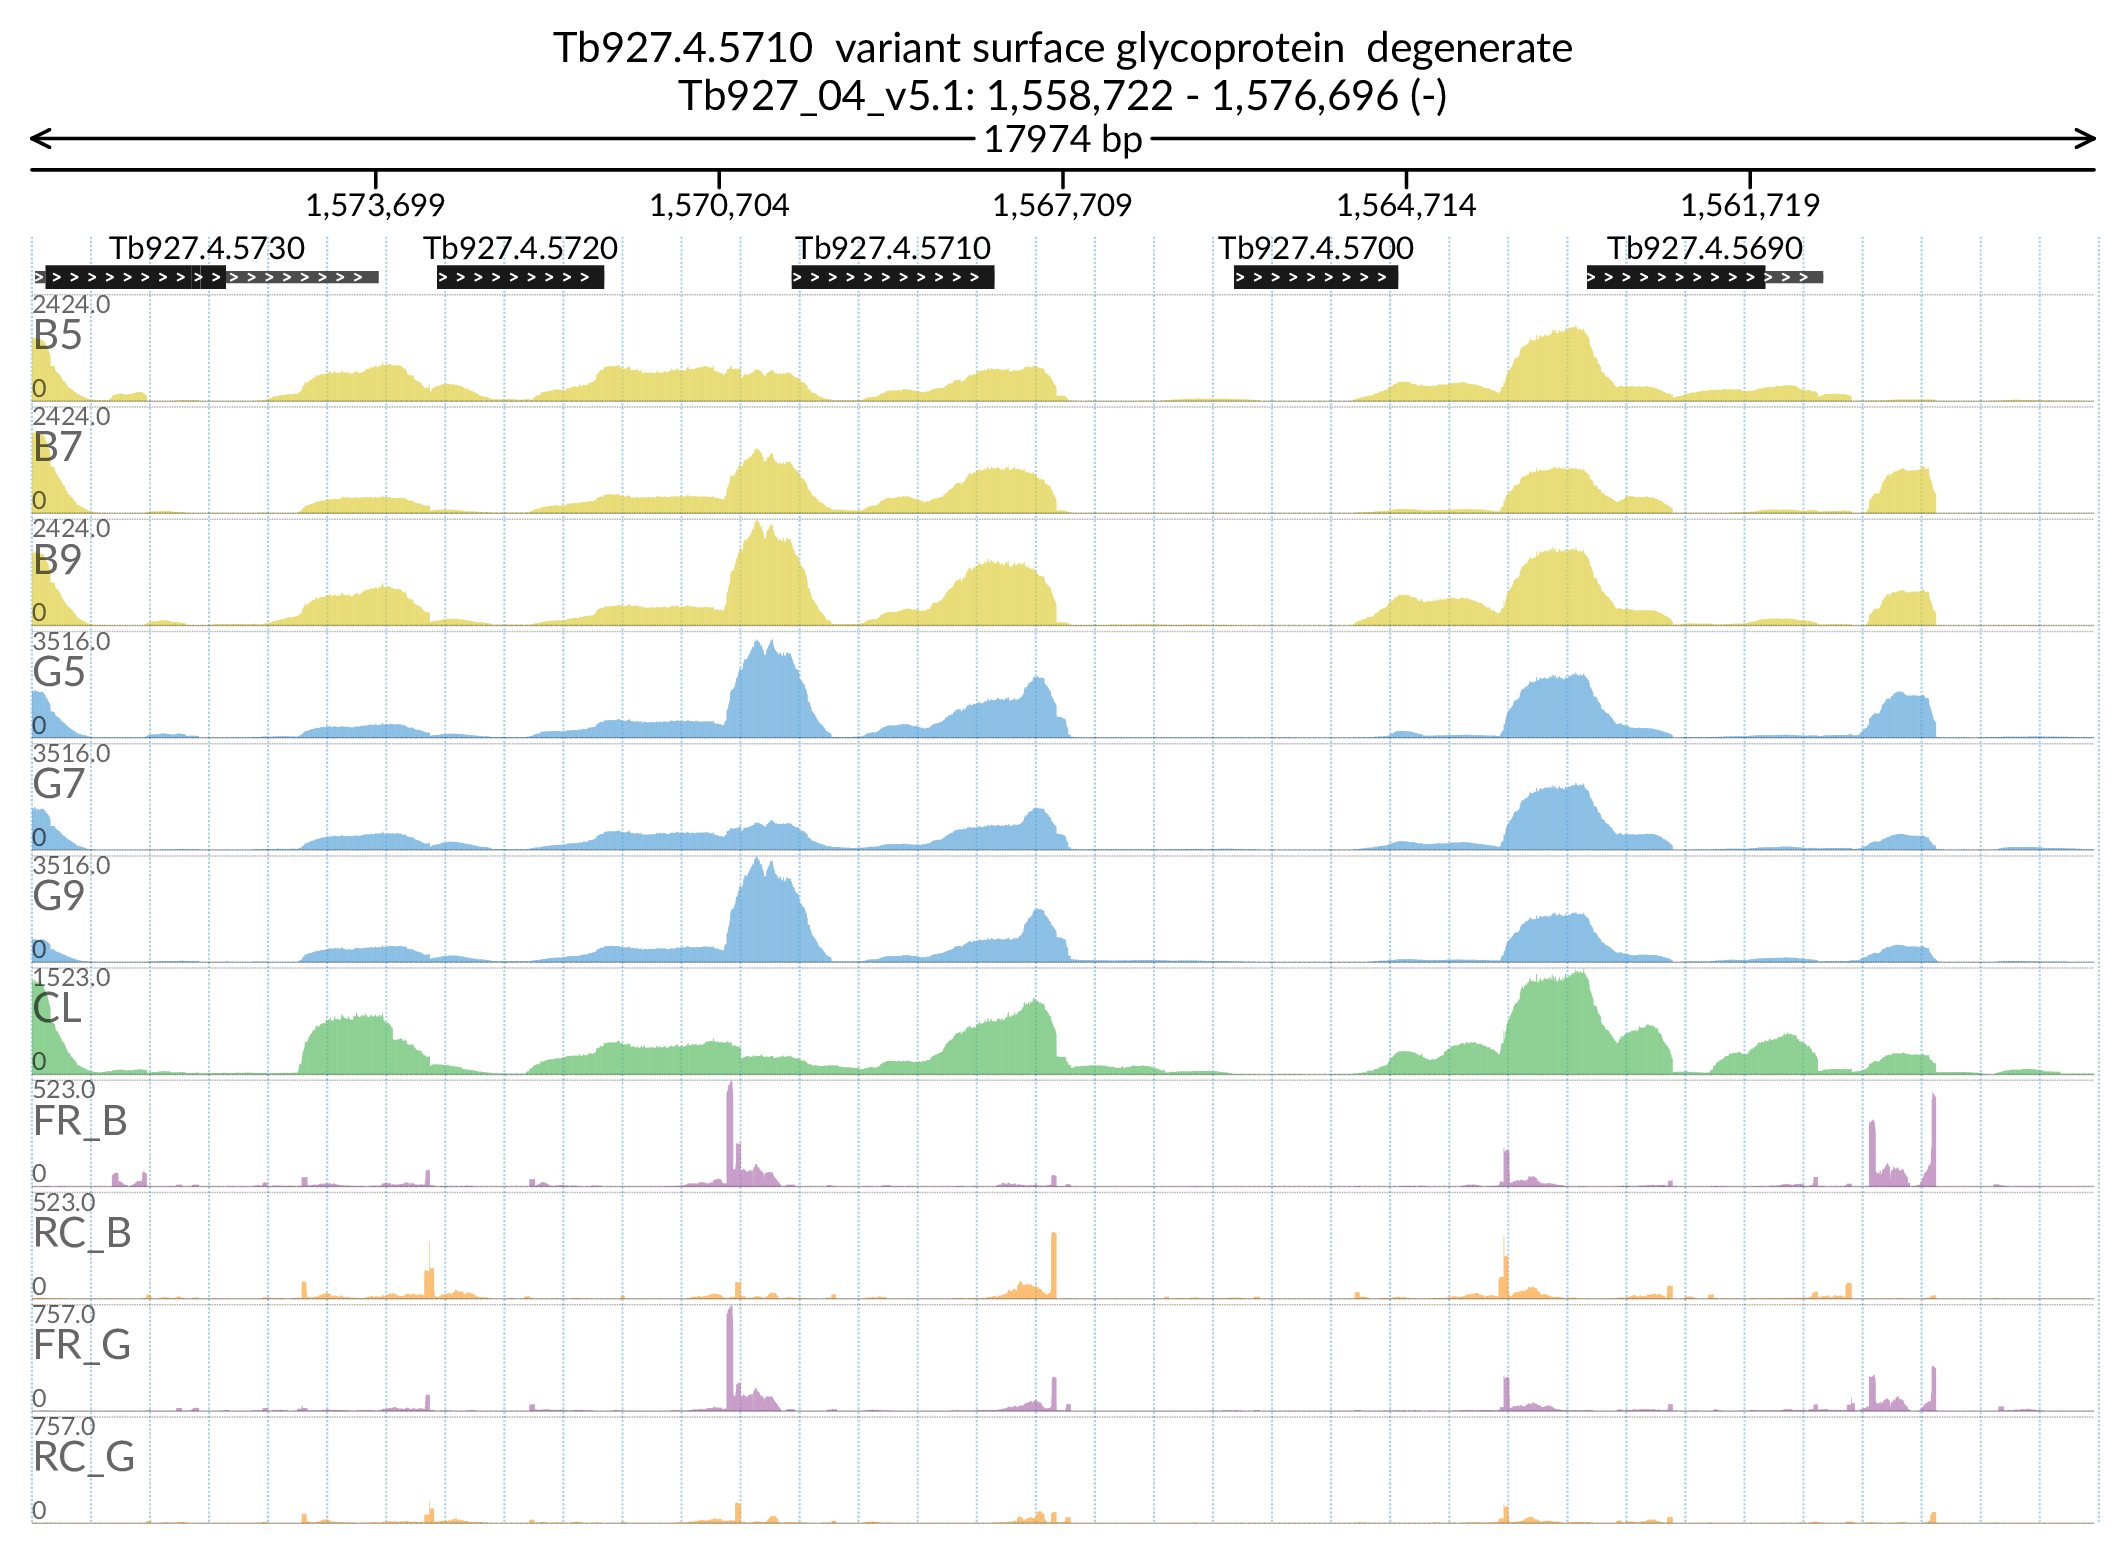 Tb927.4.5710 variant surface glycoprotein degenerate
Tb927_04_v5.1: 1,558,722 - 1,576,696 (-)
17974 bp
1,573,699 1,570,704 1,567,709 1,564,714 1,561,719
Tb927.4.5730 Tb927.4.5720 Tb927.4.5710 Tb927.4.5700 Tb927.4.5690
2424.0
B5
0
2424.0
B7
0
2424.0
B9
0
3516.0
G5
0
3516.0
G7
0
3516.0
G9
0
1523.0
CL
0
523.0
FR_B
0
523.0
RC_B
0
757.0
FR_G
0
757.0
RC_G
0